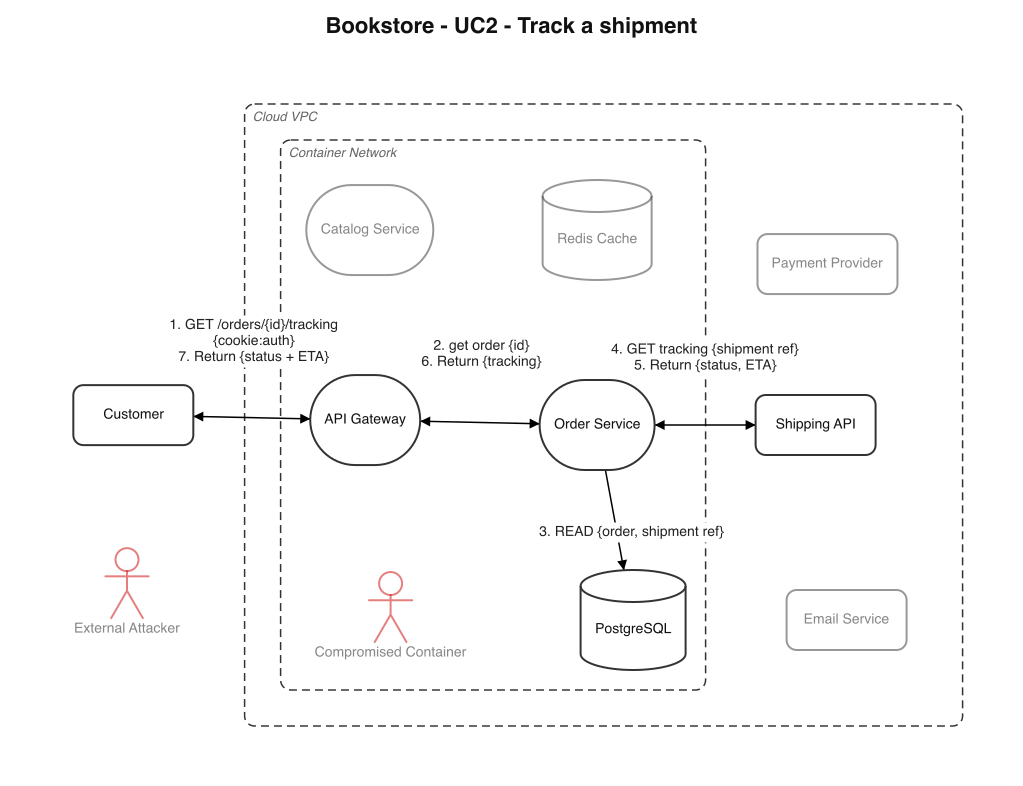 Bookstore - UC2 - Track a shipment
Cloud VPC
Container Network
Catalog Service
Redis Cache
Payment Provider
1. GET /orders/{id}/tracking
{cookie:auth}
7. Return {status + ETA}
2. get order {id}
6. Return {tracking}
4. GET tracking {shipment ref}
5. Return {status, ETA}
Customer
API Gateway
Order Service
Shipping API
3. READ {order, shipment ref}
External Attacker
Compromised Container
PostgreSQL
Email Service